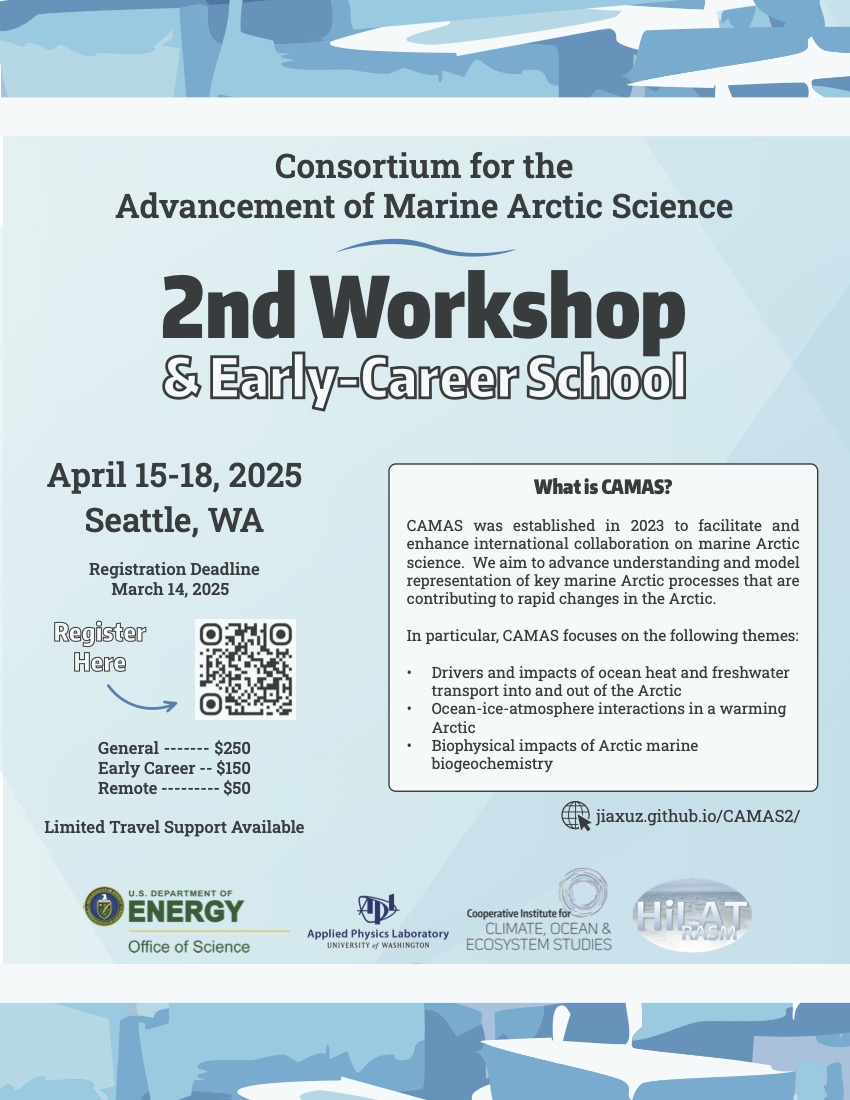 Consortium for the
Advancement of Marine Arctic Science
2nd Workshop
& Early-Career School
April 15-18, 2025
Seattle, WA
Registration Deadline
March 14, 2025
Register
Here
General ------- $250
Early Career -- $150
Remote --------- $50
Limited Travel Support Available
What is CAMAS?
CAMAS was established in 2023 to facilitate and
enhance international collaboration on marine Arctic
science. We aim to advance understanding and model
representation of key marine Arctic processes that are
contributing to rapid changes in the Arctic.
In particular, CAMAS focuses on the following themes:
• Drivers and impacts of ocean heat and freshwater
transport into and out of the Arctic
• Ocean-ice-atmosphere interactions in a warming
Arctic
• Biophysical impacts of Arctic marine
biogeochemistry
jiaxuz.github.io/CAMAS2/
U.S. DEPARTMENT OF
ENERGY
Office of Science
apl
Applied Physics Laboratory
UNIVERSITY of WASHINGTON
Cooperative Institute for
CLIMATE, OCEAN &
ECOSYSTEM STUDIES
HiLAT
RASM